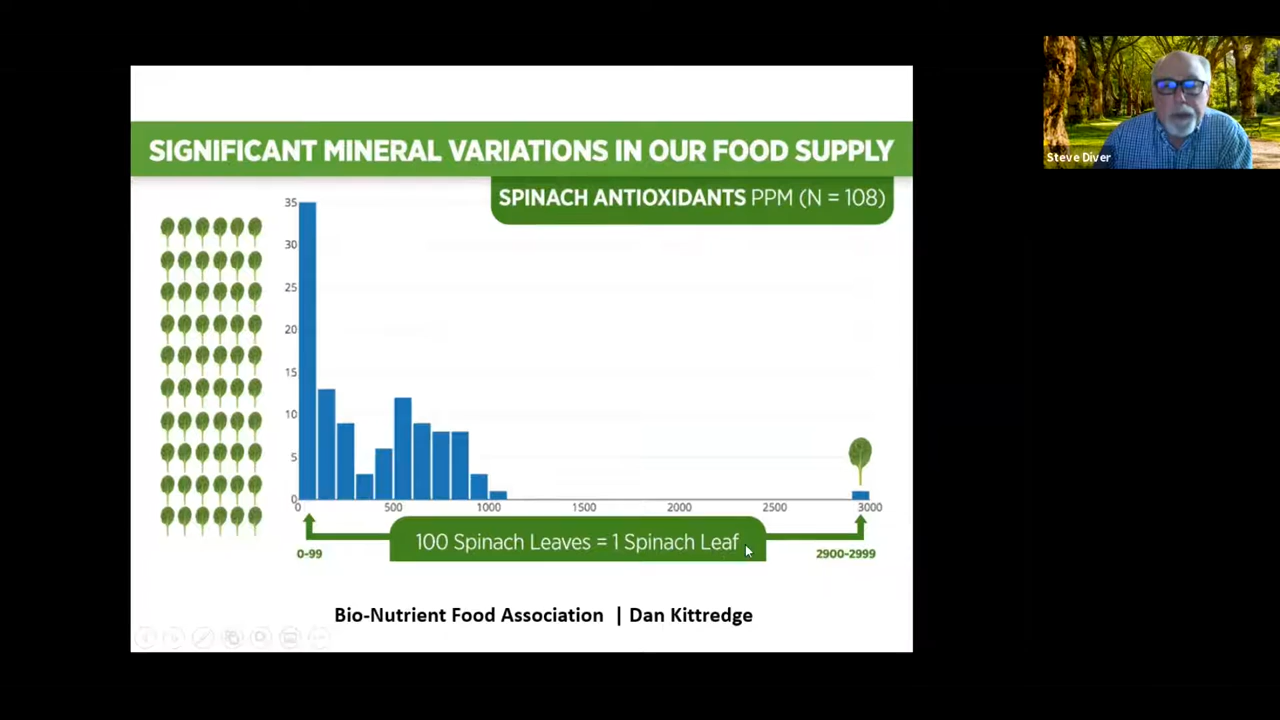 SIGNIFICANT MINERAL VARIATIONS IN OUR FOOD SUPPLY
SPINACH ANTIOXIDANTS PPM (N = 108)
35
30
25
20
15
10
5
0
0 500 1000 1500 2000 2500 3000
100 Spinach Leaves = 1 Spinach Leaf
0-99 2900-2999
Bio-Nutrient Food Association | Dan Kittredge
Steve Diver